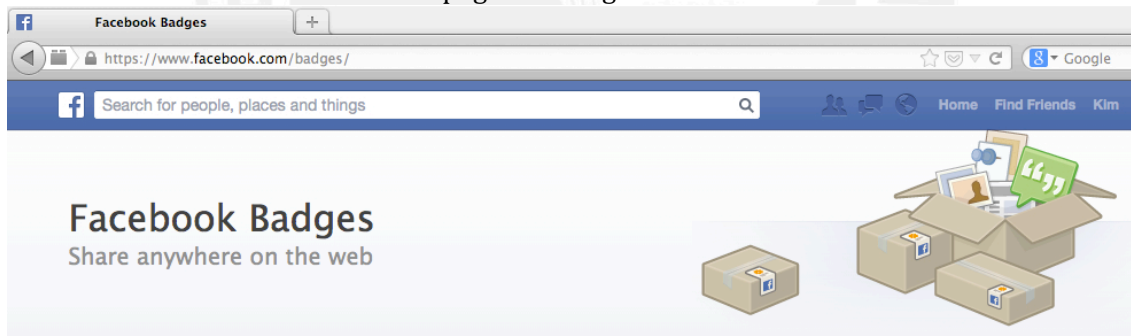 Facebook Badges
https://www.facebook.com/badges/
Google
Search for people, places and things
Home Find Friends Kim
Facebook Badges
Share anywhere on the web